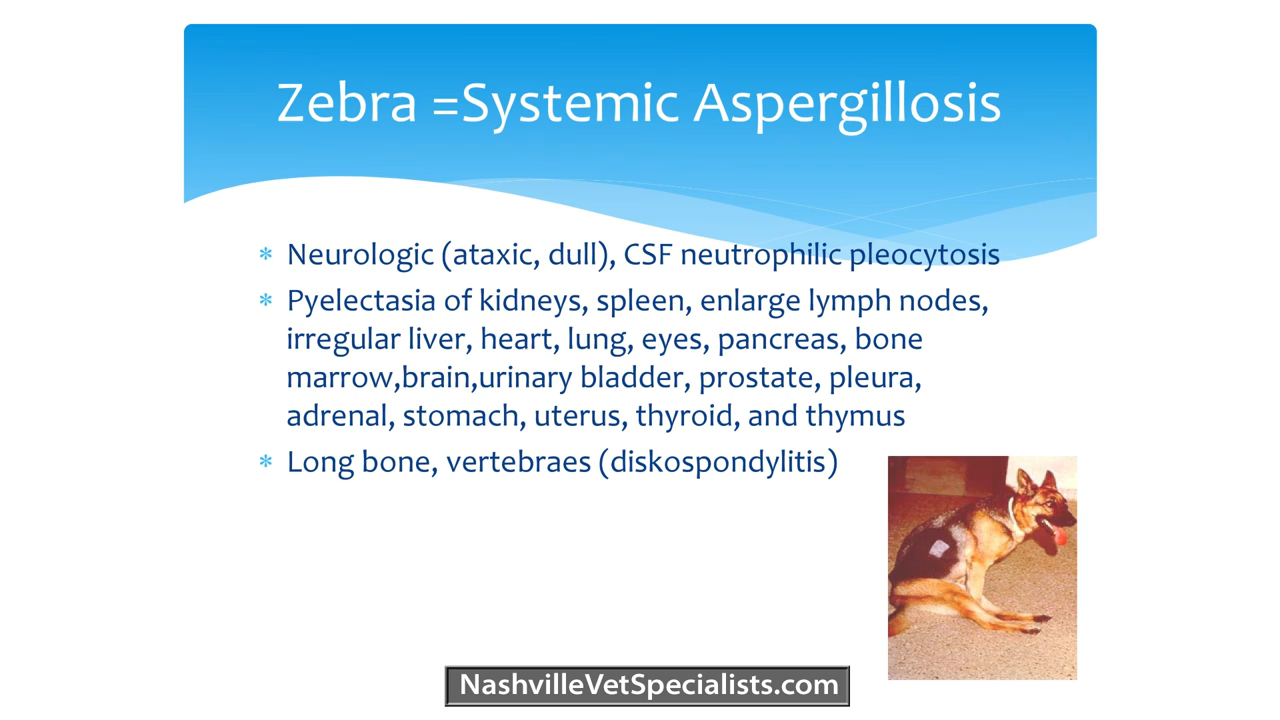 Zebra =Systemic Aspergillosis
* Neurologic (ataxic, dull), CSF neutrophilic pleocytosis
* Pyelectasia of kidneys, spleen, enlarge lymph nodes,
irregular liver, heart, lung, eyes, pancreas, bone
marrow,brain,urinary bladder, prostate, pleura,
adrenal, stomach, uterus, thyroid, and thymus
* Long bone, vertebraes (diskospondylitis)
NashvilleVetSpecialists.com